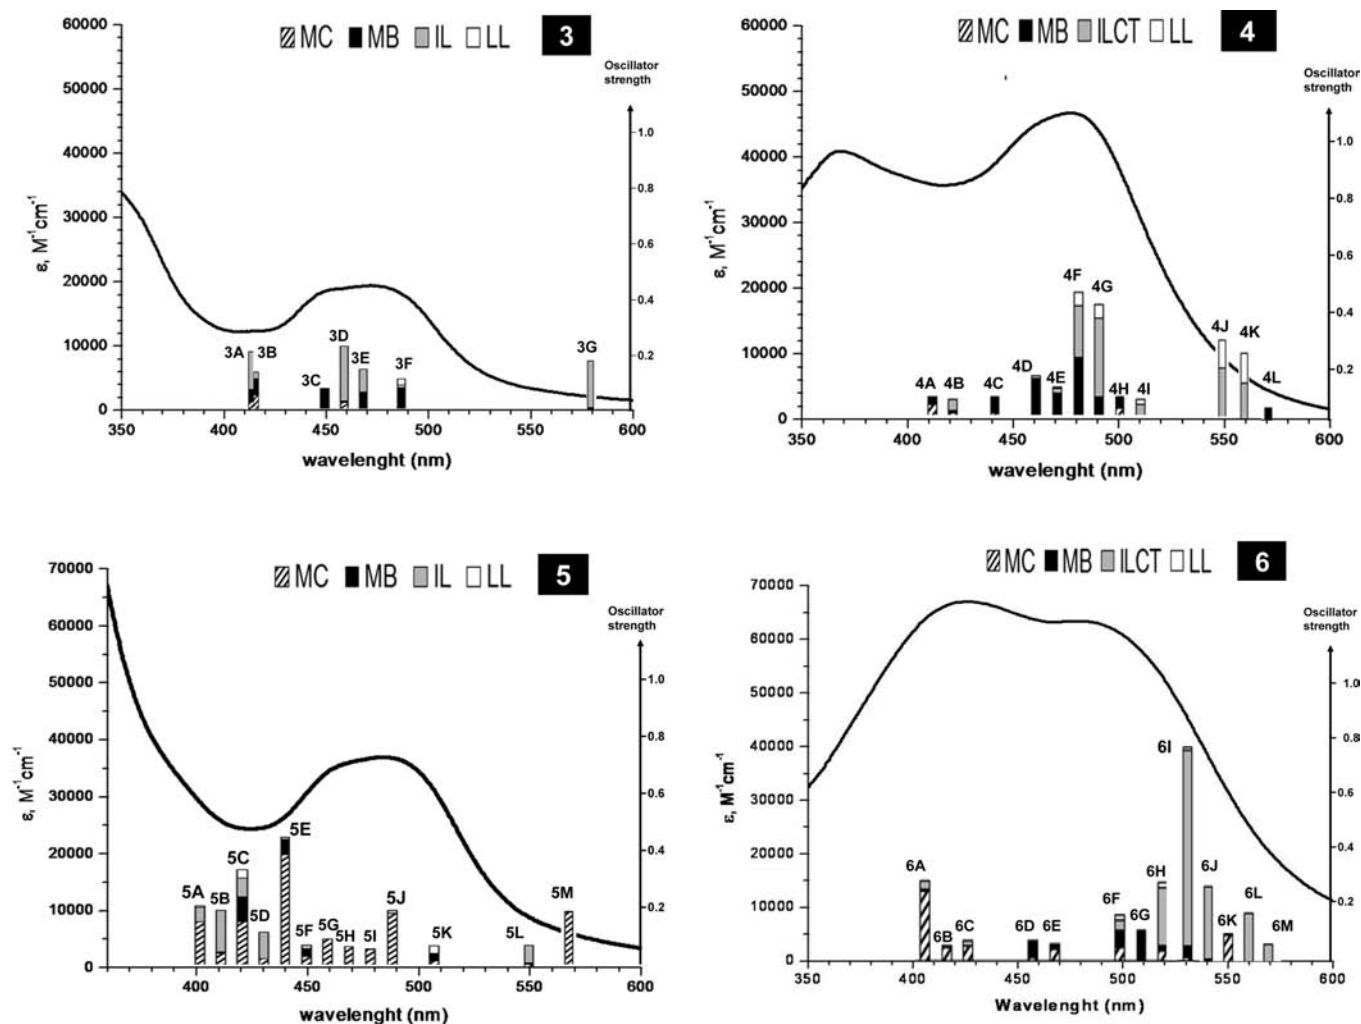 60000
50000
40000
30000
20000
10000
0
ε, M⁻¹cm⁻¹
MC MB IL LL 3
Oscillator
strength
1.0
0.8
0.6
0.4
0.2
3A 3B 3C 3D 3E 3F 3G
350 400 450 500 550 600
wavelenght (nm)
60000
50000
40000
30000
20000
10000
0
ε, M⁻¹cm⁻¹
MC MB ILCT LL 4
Oscillator
strength
1.0
0.8
0.6
0.4
0.2
4A 4B 4C 4D 4E 4F 4G 4H 4I 4J 4K 4L
350 400 450 500 550 600
wavelenght (nm)
70000
60000
50000
40000
30000
20000
10000
0
ε, M⁻¹cm⁻¹
MC MB IL LL 5
Oscillator
strength
1.0
0.8
0.6
0.4
0.2
5A 5B 5C 5D 5E 5F 5G 5H 5I 5J 5K 5L 5M
400 450 500 550 600
wavelenght (nm)
70000
60000
50000
40000
30000
20000
10000
0
ε, M⁻¹cm⁻¹
MC MB ILCT LL 6
Oscillator
strength
1.0
0.8
0.6
0.4
0.2
6A 6B 6C 6D 6E 6F 6G 6H 6I 6J 6K 6L 6M
350 400 450 500 550 600
Wavelenght (nm)